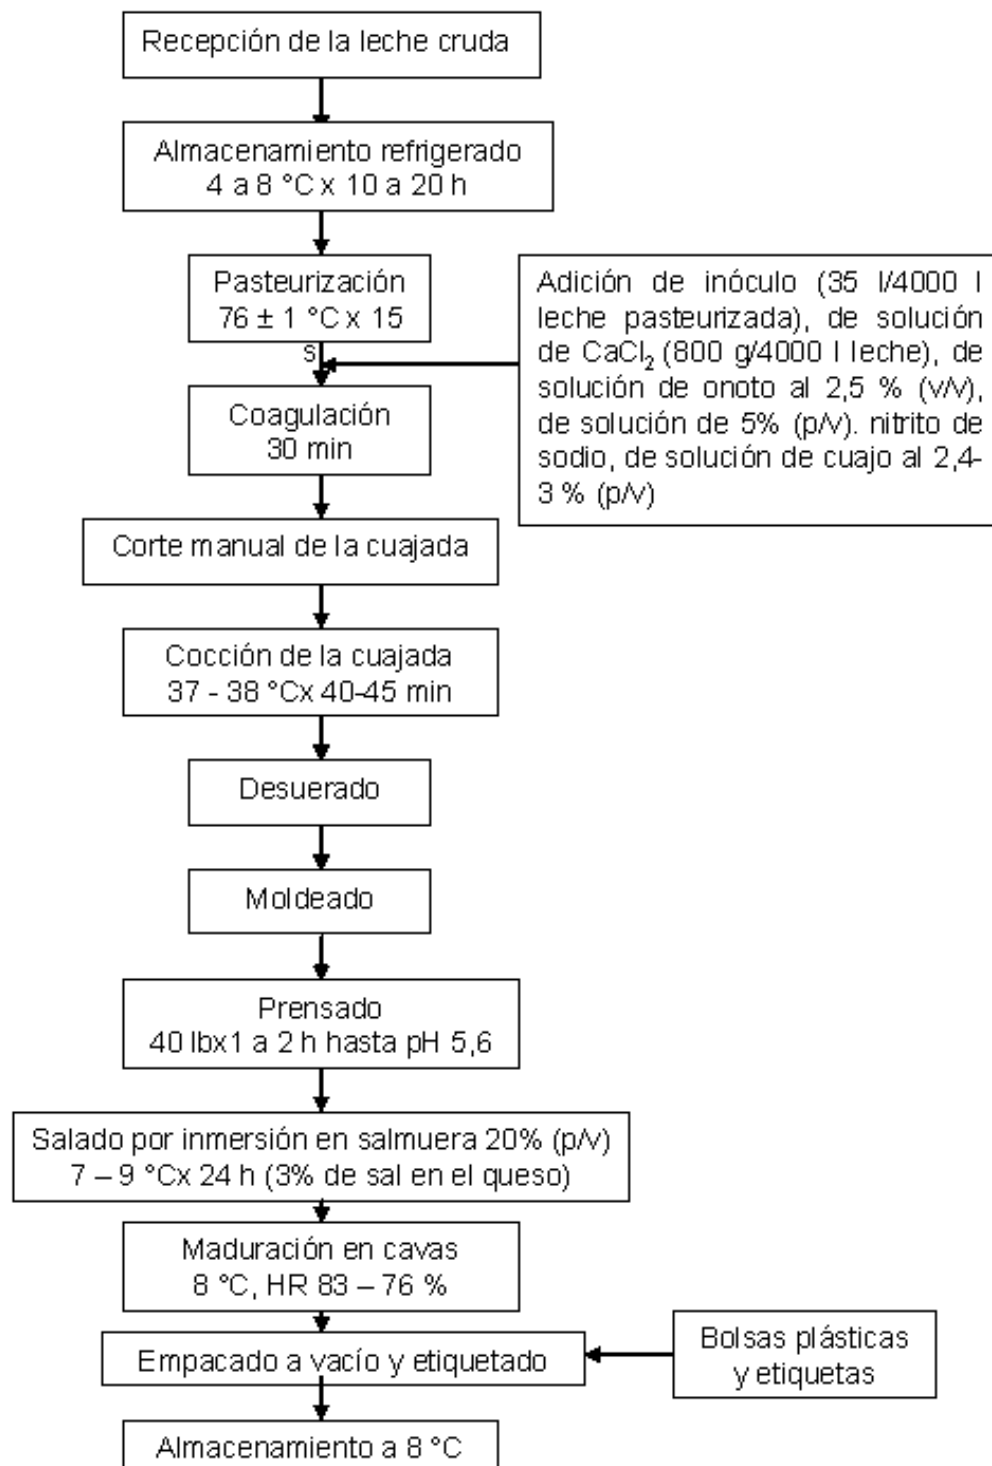 Recepción de la leche cruda
Almacenamiento refrigerado
4 a 8 °C x 10 a 20 h
Pasteurización
76 ± 1 °C x 15
s
Adición de inóculo (35 l/4000 l
leche pasteurizada), de solución
de CaCl₂ (800 g/4000 l leche), de
solución de onoto al 2,5 % (v/v),
de solución de 5% (p/v). nitrito de
sodio, de solución de cuajo al 2,4-
3 % (p/v)
Coagulación
30 min
Corte manual de la cuajada
Cocción de la cuajada
37 - 38 °Cx 40-45 min
Desuerado
Moldeado
Prensado
40 lbx1 a 2 h hasta pH 5,6
Salado por inmersión en salmuera 20% (p/v)
7 – 9 °Cx 24 h (3% de sal en el queso)
Maduración en cavas
8 °C, HR 83 – 76 %
Empacado a vacío y etiquetado
Bolsas plásticas
y etiquetas
Almacenamiento a 8 °C